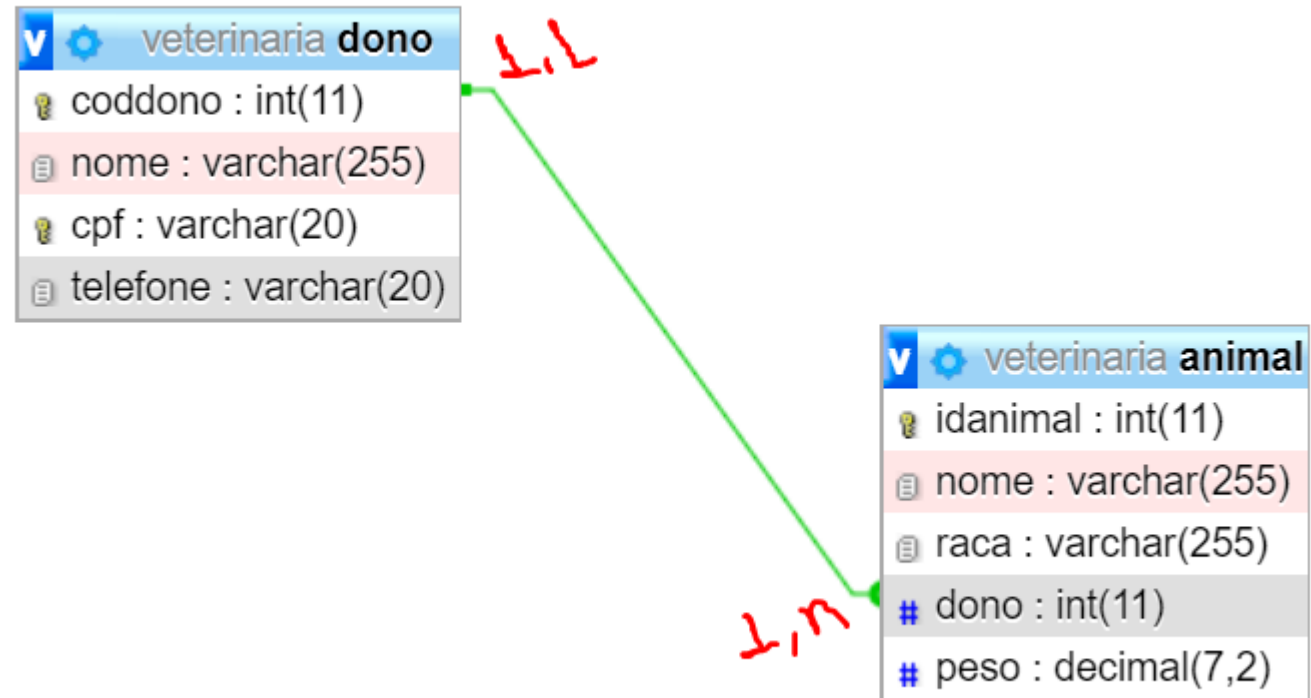 v veterinaria dono
1,1
coddono : int(11)
nome : varchar(255)
cpf : varchar(20)
telefone : varchar(20)
v veterinaria animal
idanimal : int(11)
nome : varchar(255)
raca : varchar(255)
# dono : int(11)
1,n
# peso : decimal(7,2)